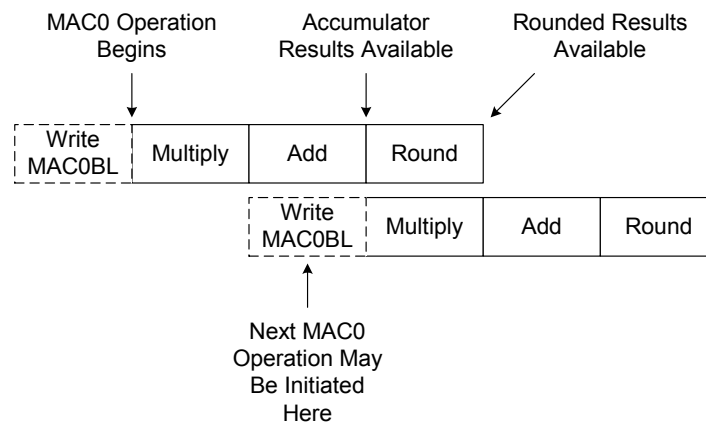 MAC0 Operation
Begins
Accumulator
Results Available
Rounded Results
Available
Write
MAC0BL
Multiply
Add
Round
Write
MAC0BL
Multiply
Add
Round
Next MAC0
Operation May
Be Initiated
Here